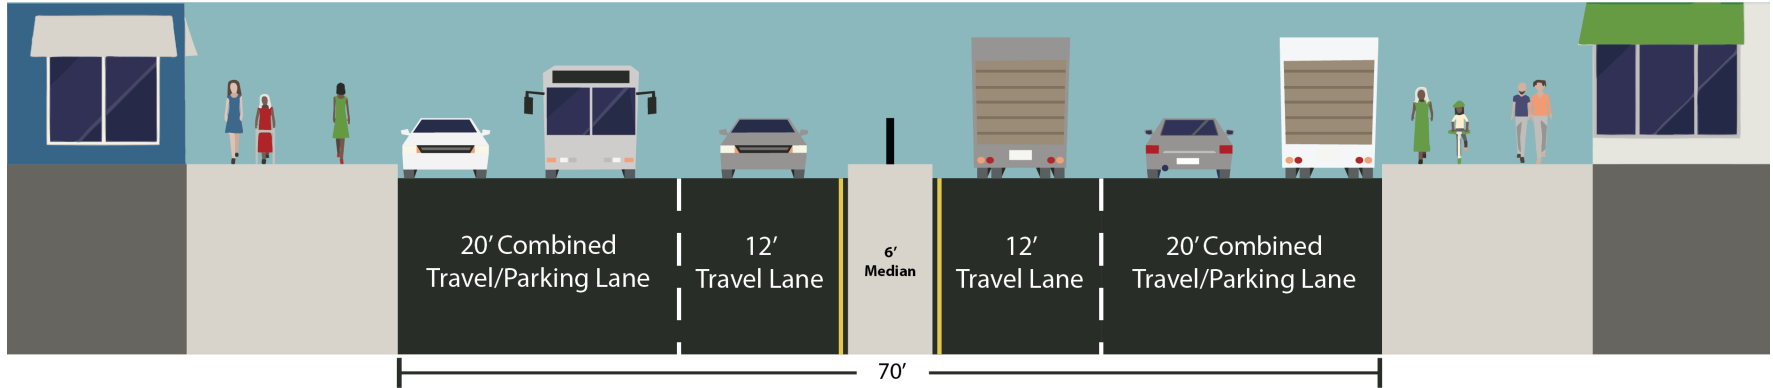 20’ Combined
Travel/Parking Lane
12’
Travel Lane
6’
Median
12’
Travel Lane
20’ Combined
Travel/Parking Lane
70’